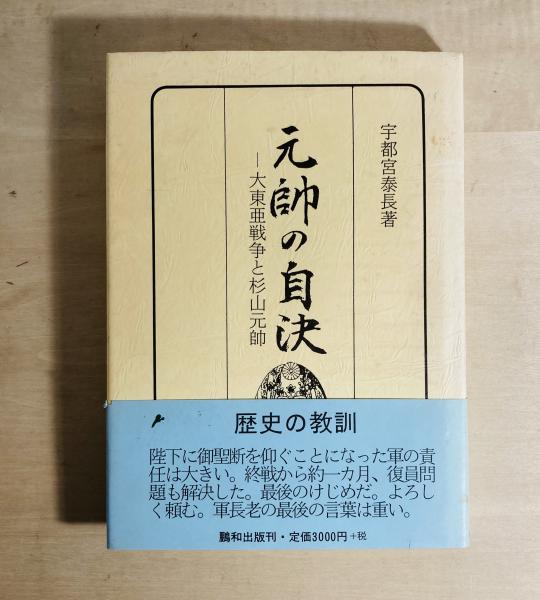 宇都宮泰長著
元帥の自決
―大東亜戦争と杉山元帥
歴史の教訓
陛下に御聖断を仰ぐことになった軍の責
任は大きい。終戦から約一カ月、復員問
題も解決した。最後のけじめだ。よろし
く頼む。軍長老の最後の言葉は重い。
鵬和出版刊・定価3000円+税